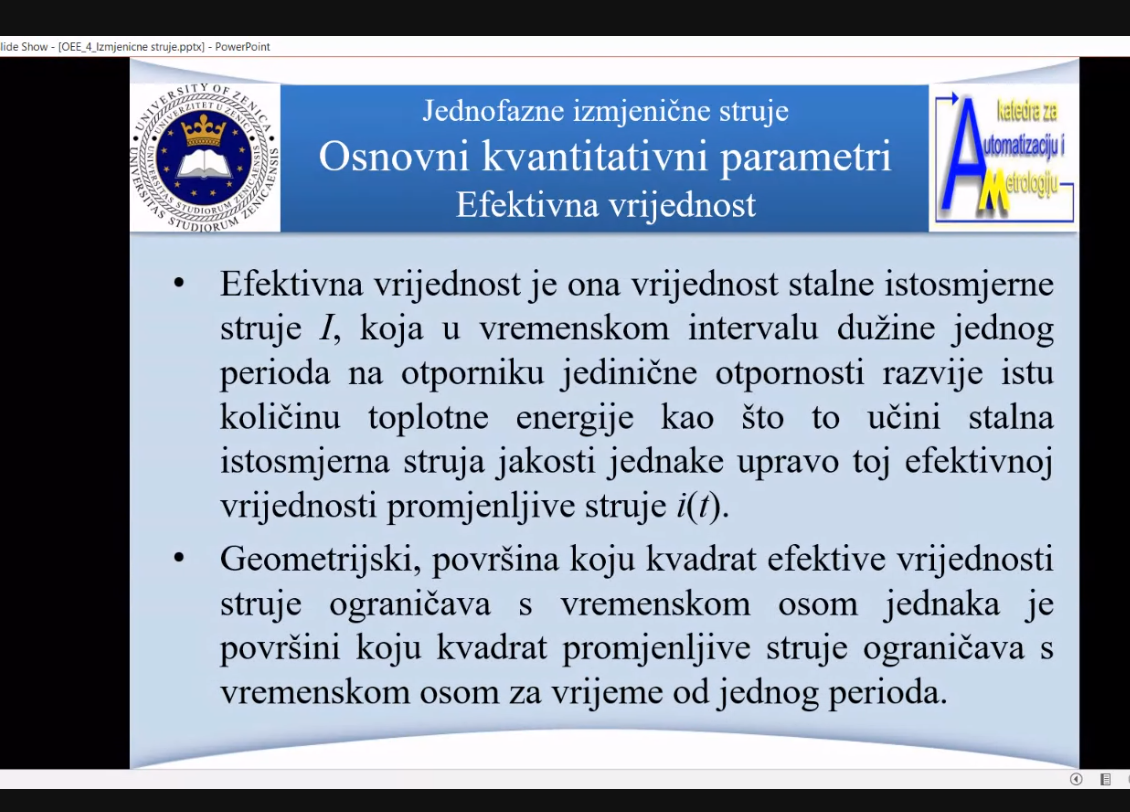 lide Show - [OEE_4_Izmjenicne struje.pptx] - PowerPoint
UNIVERSITY OF ZENICA
UNIVERZITET U ZENICI
UNIVERSITAS STUDIORUM ZENICAENSIS
Jednofazne izmjenične struje
Osnovni kvantitativni parametri
Efektivna vrijednost
katedra za
Automatizaciju i
Metrologiju
• Efektivna vrijednost je ona vrijednost stalne istosmjerne
struje I, koja u vremenskom intervalu dužine jednog
perioda na otporniku jedinične otpornosti razvije istu
količinu toplotne energije kao što to učini stalna
istosmjerna struja jakosti jednake upravo toj efektivnoj
vrijednosti promjenljive struje i(t).
• Geometrijski, površina koju kvadrat efektive vrijednosti
struje ograničava s vremenskom osom jednaka je
površini koju kvadrat promjenljive struje ograničava s
vremenskom osom za vrijeme od jednog perioda.